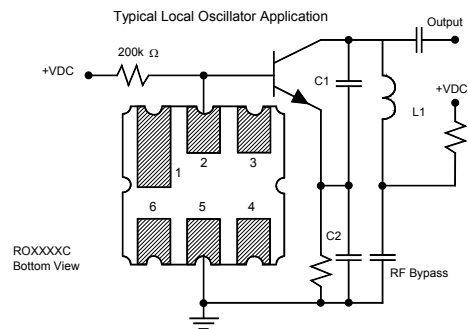 Typical Local Oscillator Application
Output
200k Ω
+VDC
C1
+VDC
L1
1
2
3
6
5
4
C2
ROXXXXC
Bottom View
RF Bypass